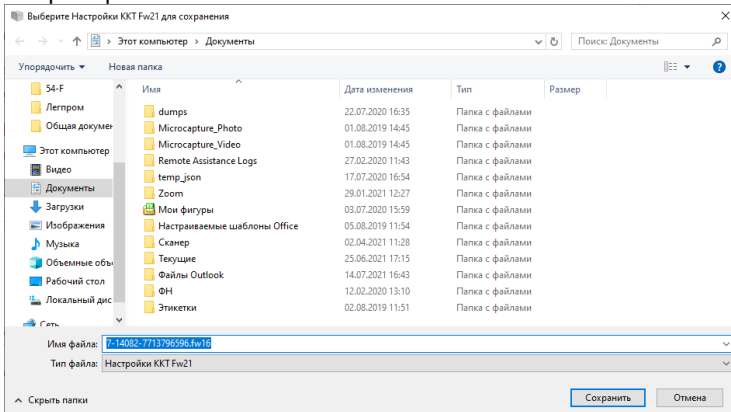 Выберите Настройки ККТ Fw21 для сохранения
Этот компьютер > Документы
Поиск: Документы
Упорядочить
Новая папка
Имя Дата изменения Тип Размер
54-F
Легпром
Общая докумен
Этот компьютер
Видео
Документы
Загрузки
Изображения
Музыка
Объемные объ
Рабочий стол
Локальный дис
Сеть
dumps 22.07.2020 16:35 Папка с файлами
Microcapture_Photo 01.08.2019 14:45 Папка с файлами
Microcapture_Video 01.08.2019 14:45 Папка с файлами
Remote Assistance Logs 27.02.2020 11:43 Папка с файлами
temp_json 17.07.2020 16:54 Папка с файлами
Zoom 29.01.2021 12:27 Папка с файлами
Мои фигуры 03.07.2020 15:59 Папка с файлами
Настраиваемые шаблоны Office 05.08.2019 11:54 Папка с файлами
Сканер 02.04.2021 11:28 Папка с файлами
Текущие 25.06.2021 17:15 Папка с файлами
Файлы Outlook 14.07.2021 16:43 Папка с файлами
ФН 12.02.2020 13:10 Папка с файлами
Этикетки 02.08.2019 11:51 Папка с файлами
Имя файла: 7-14082-7713796596.fw16
Тип файла: Настройки ККТ Fw21
Скрыть папки
Сохранить
Отмена